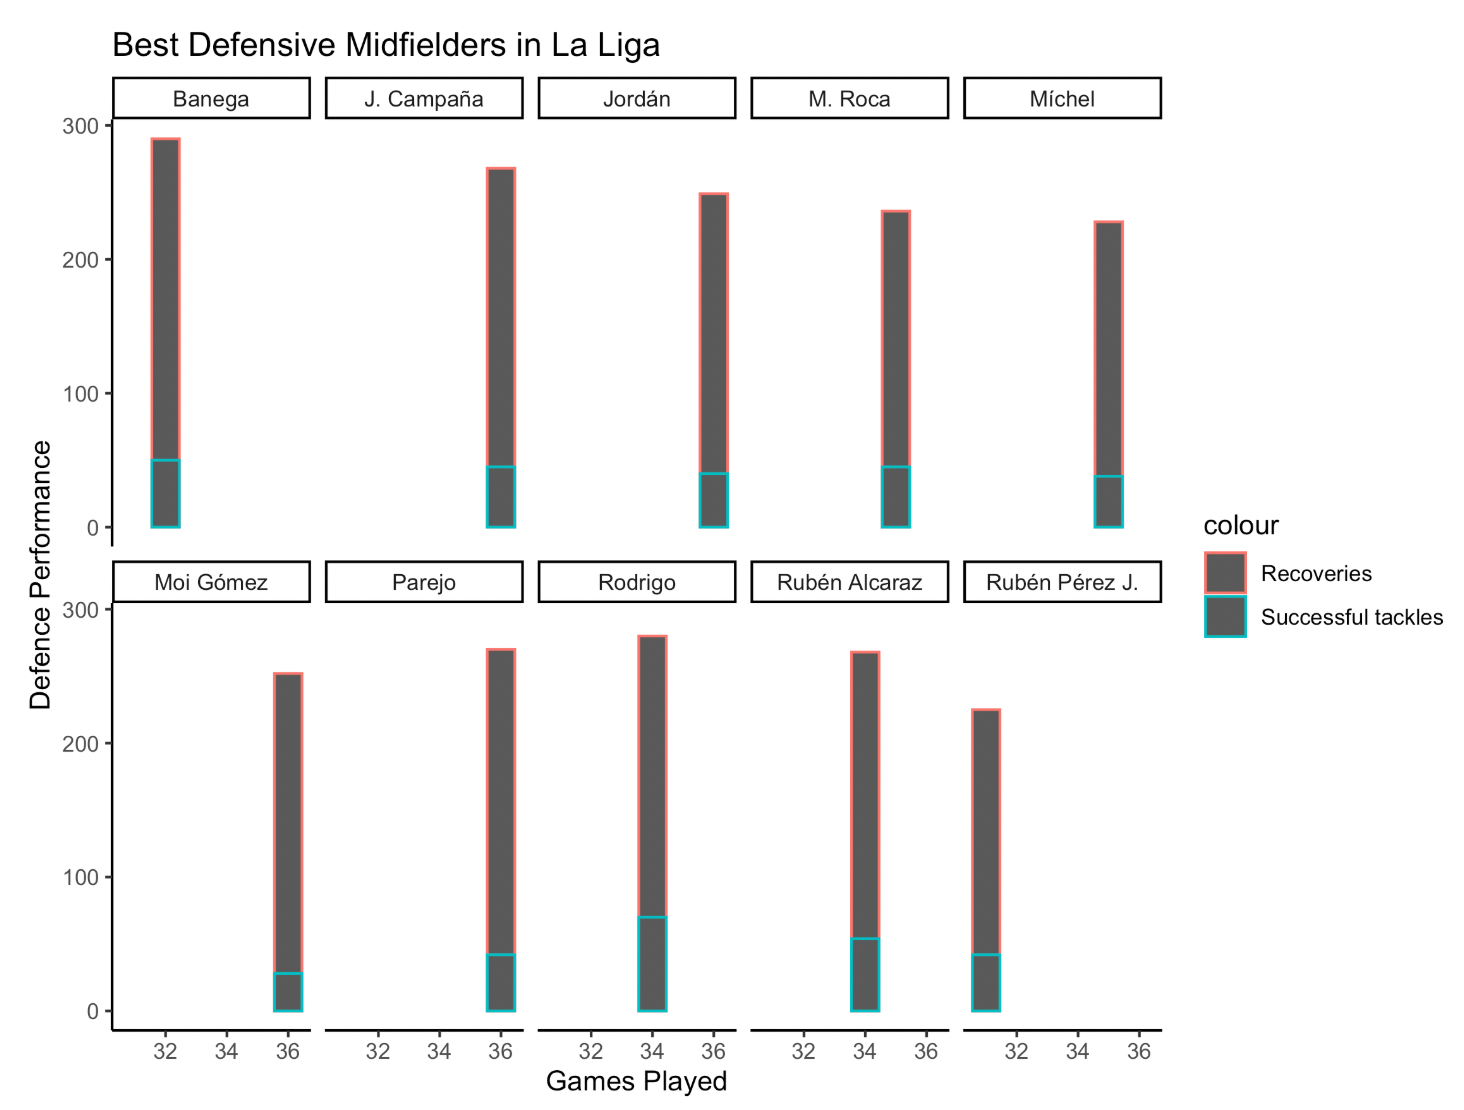 Best Defensive Midfielders in La Liga
Banega
J. Campaña
Jordán
M. Roca
Míchel
300
200
100
0
Moi Gómez
Parejo
Rodrigo
Rubén Alcaraz
Rubén Pérez J.
300
200
100
0
32 34 36
32 34 36
32 34 36
32 34 36
32 34 36
Games Played
Defence Performance
colour
Recoveries
Successful tackles